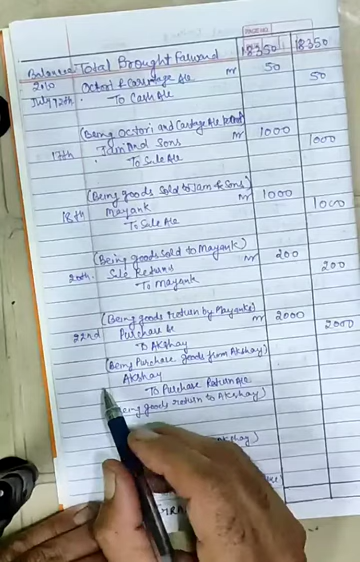 PAGE NO.
Balance Total Brought Forward 18350 18350
2010 Octori & Carriage A/c Dr 50
July 12th To Cash A/c 50
(Being Octori and Cartage A/c
17th Jam and Sons Dr 1000
To Sale A/c 1000
(Being goods Sold to Jam & Sons)
18th Mayank Dr 1000
To Sale A/c 1000
(Being goods sold to Mayank)
20th. Sale Returns Dr 200
To Mayank 200
(Being goods return by Mayank)
22nd Purchase Dr 2000
To Akshay 2000
(Being Purchase goods from Akshay)
Akshay
To Purchase Return A/c
Being goods return to Akshay)